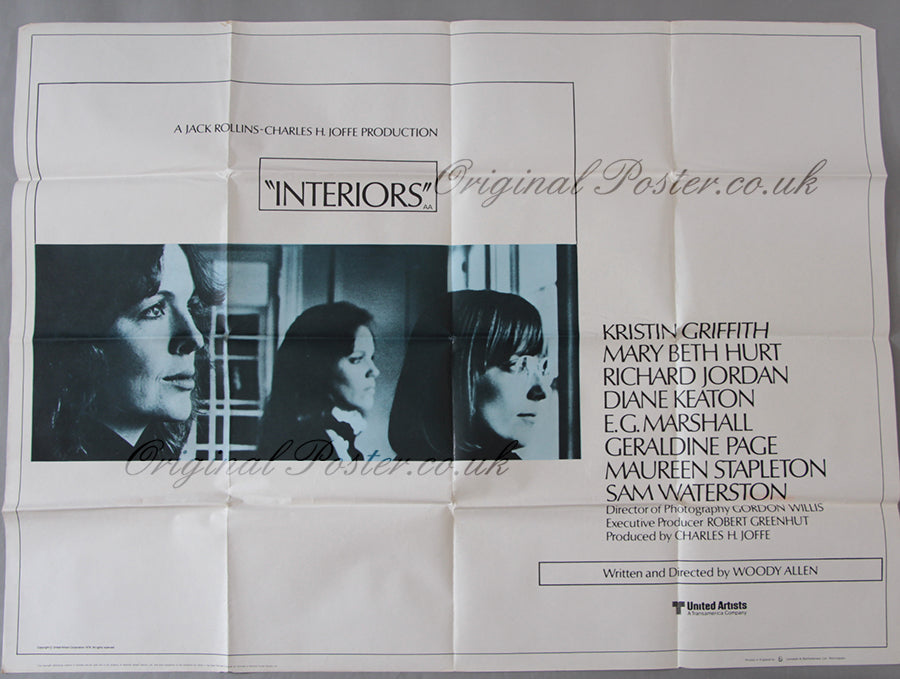 A JACK ROLLINS-CHARLES H. JOFFE PRODUCTION
"INTERIORS"
AA
Original Poster.co.uk
KRISTIN GRIFFITH
MARY BETH HURT
RICHARD JORDAN
DIANE KEATON
E.G. MARSHALL
GERALDINE PAGE
MAUREEN STAPLETON
SAM WATERSTON
Original Poster.co.uk
Director of Photography GORDON WILLIS
Executive Producer ROBERT GREENHUT
Produced by CHARLES H. JOFFE
Written and Directed by WOODY ALLEN
United Artists
A Transamerica Company